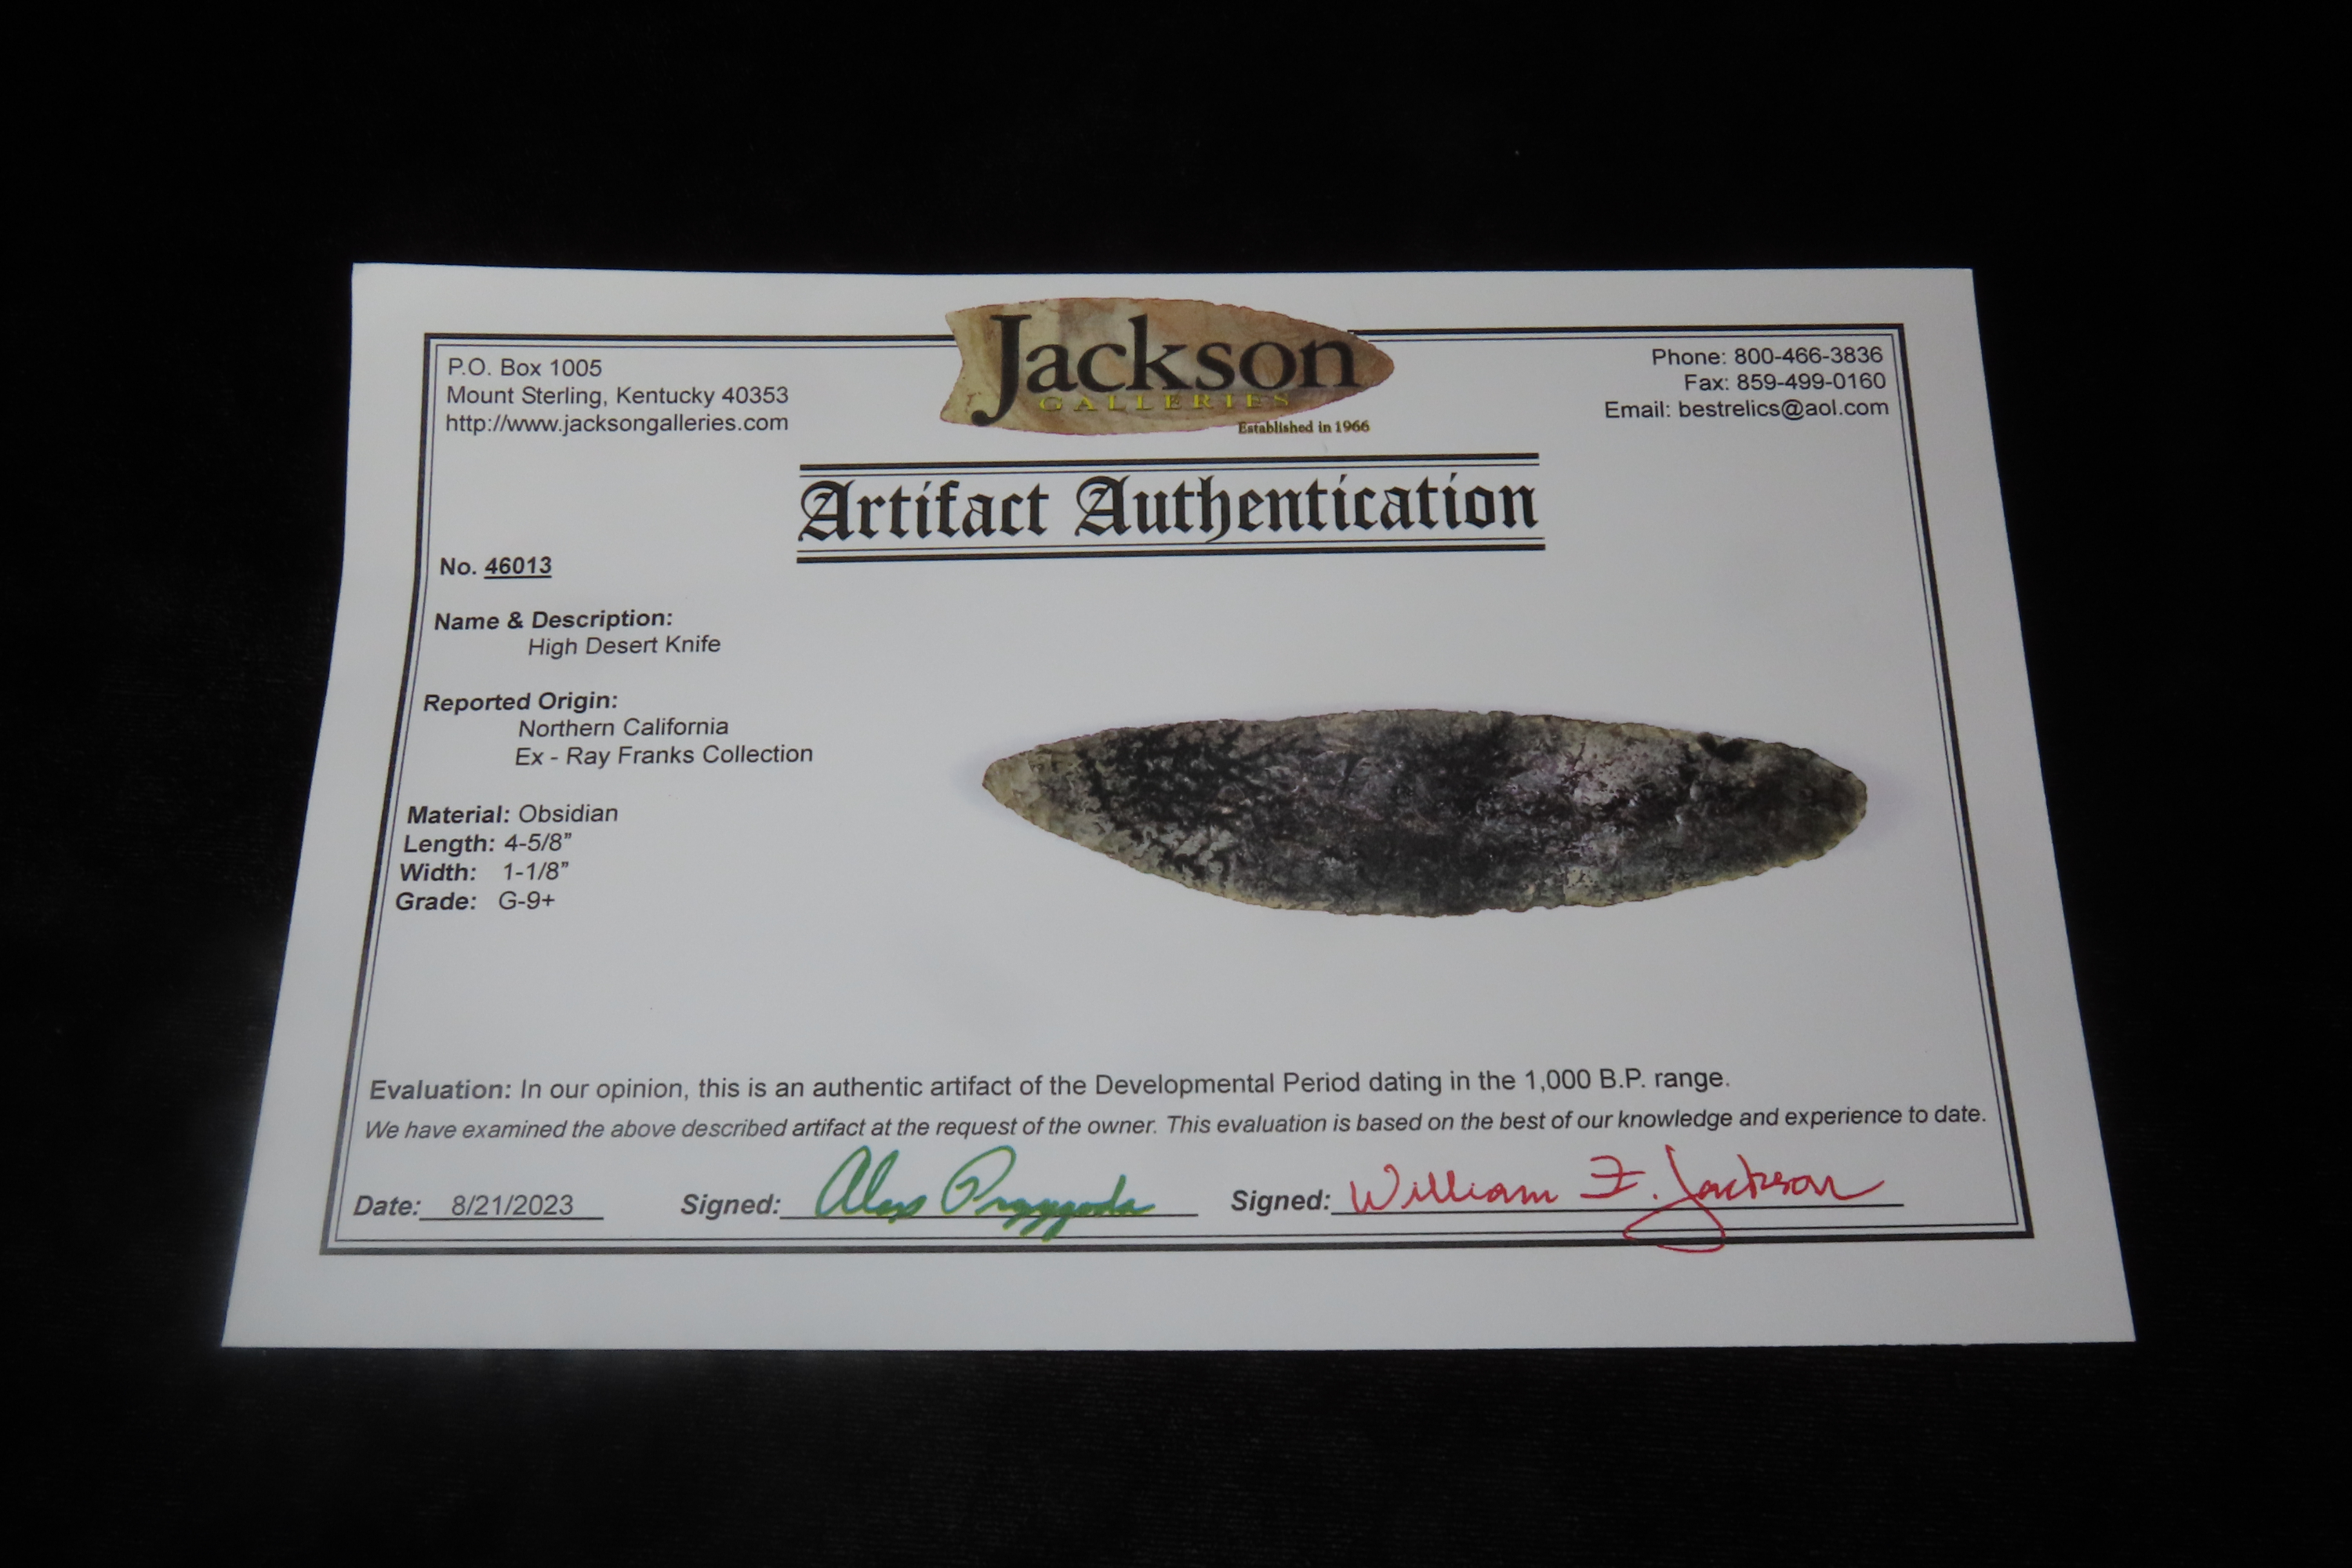 P.O. Box 1005
Mount Sterling, Kentucky 40353
http://www.jacksongalleries.com
Jackson
GALLERIES
Established in 1966
Phone: 800-466-3836
Fax: 859-499-0160
Email: bestrelics@aol.com
Artifact Authentication
No. 46013
Name & Description:
High Desert Knife
Reported Origin:
Northern California
Ex - Ray Franks Collection
Material: Obsidian
Length: 4-5/8"
Width: 1-1/8"
Grade: G-9+
Evaluation: In our opinion, this is an authentic artifact of the Developmental Period dating in the 1,000 B.P. range.
We have examined the above described artifact at the request of the owner. This evaluation is based on the best of our knowledge and experience to date.
Date: 8/21/2023 Signed: Alex Przygoda Signed: William F. Jackson